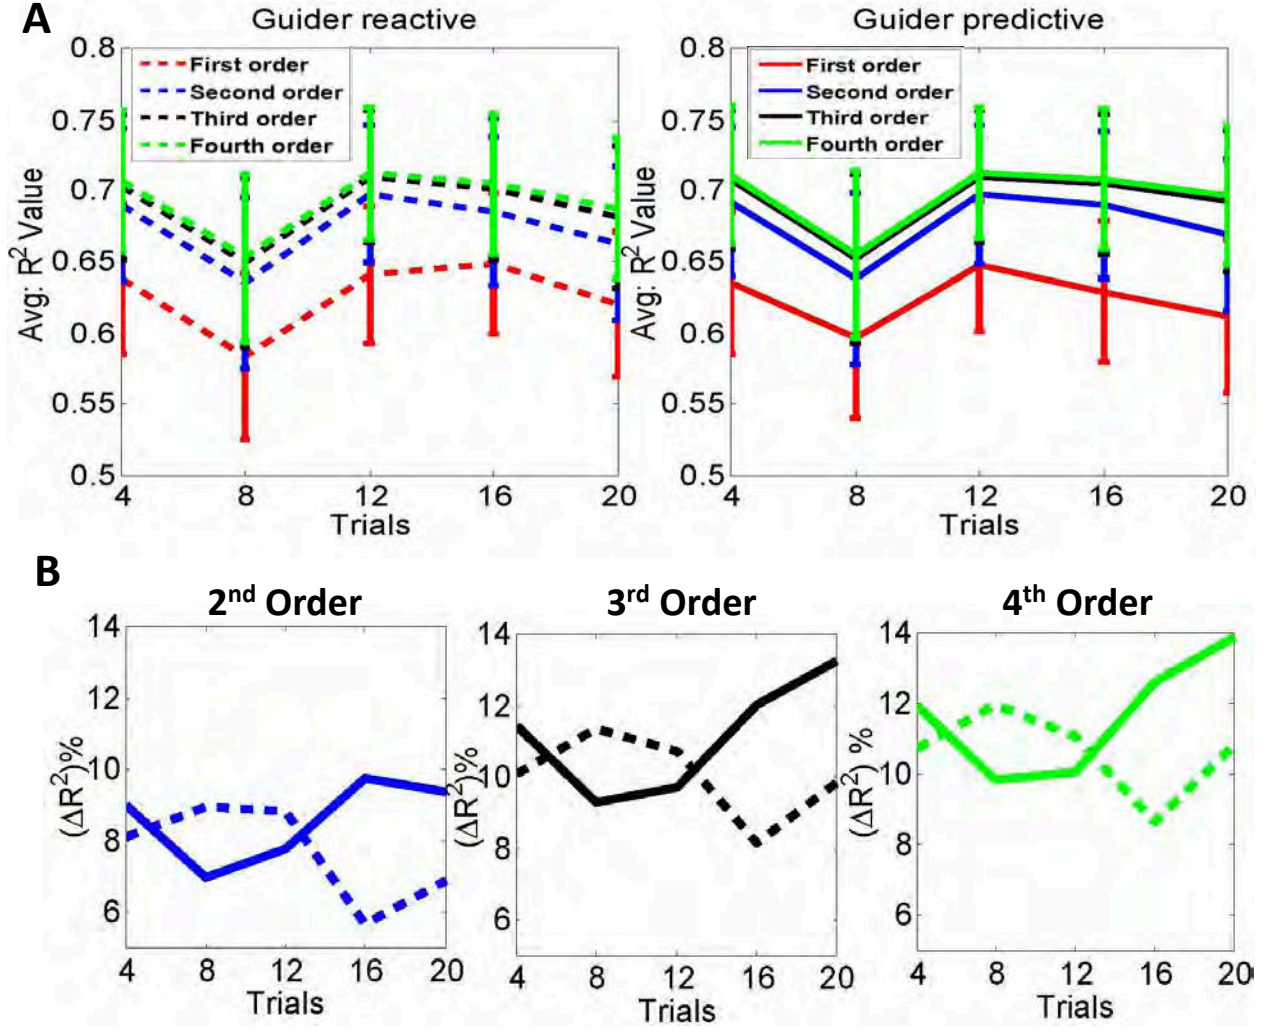 A
Guider reactive
Guider predictive
0.8
0.75
0.7
0.65
0.6
0.55
0.5
First order
Second order
Third order
Fourth order
Avg: R² Value
4 8 12 16 20
Trials
0.8
0.75
0.7
0.65
0.6
0.55
0.5
First order
Second order
Third order
Fourth order
Avg: R² Value
4 8 12 16 20
Trials
B
2nd Order
14
12
10
8
6
(ΔR²)%
4 8 12 16 20
Trials
3rd Order
14
12
10
8
6
(ΔR²)%
4 8 12 16 20
Trials
4th Order
14
12
10
8
6
(ΔR²) %
4 8 12 16 20
Trials